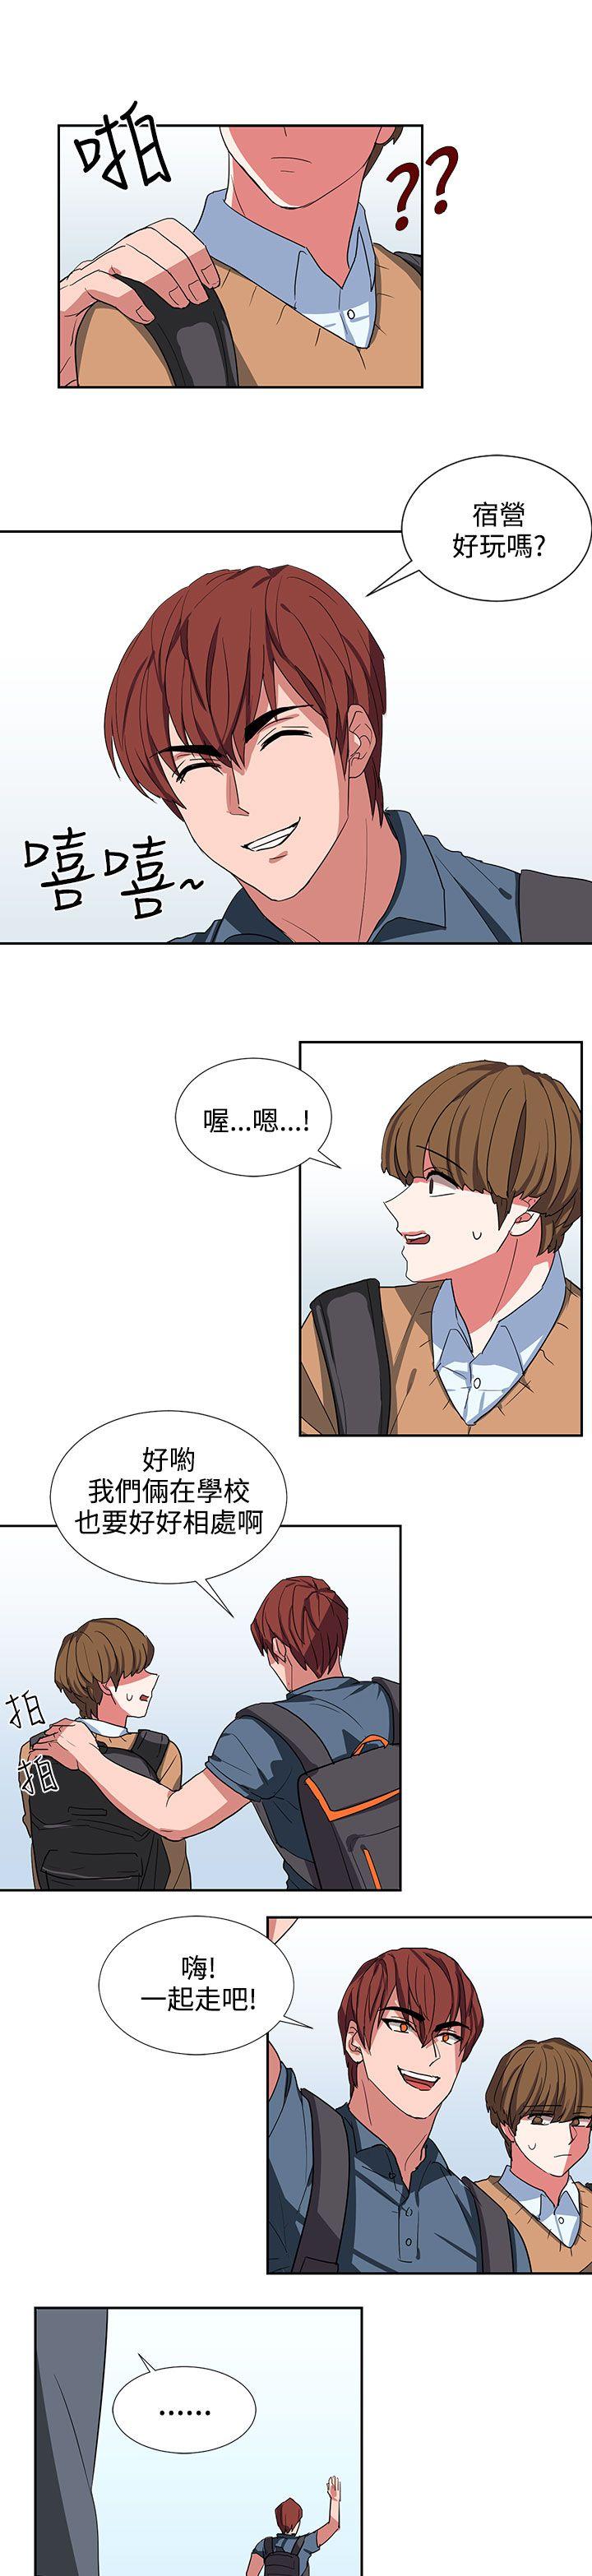 啪
??
宿營
好玩嗎?
嘻嘻~
喔...嗯...!
好喲
我們倆在學校
也要好好相處啊
拍
拍
嗨!
一起走吧!
......